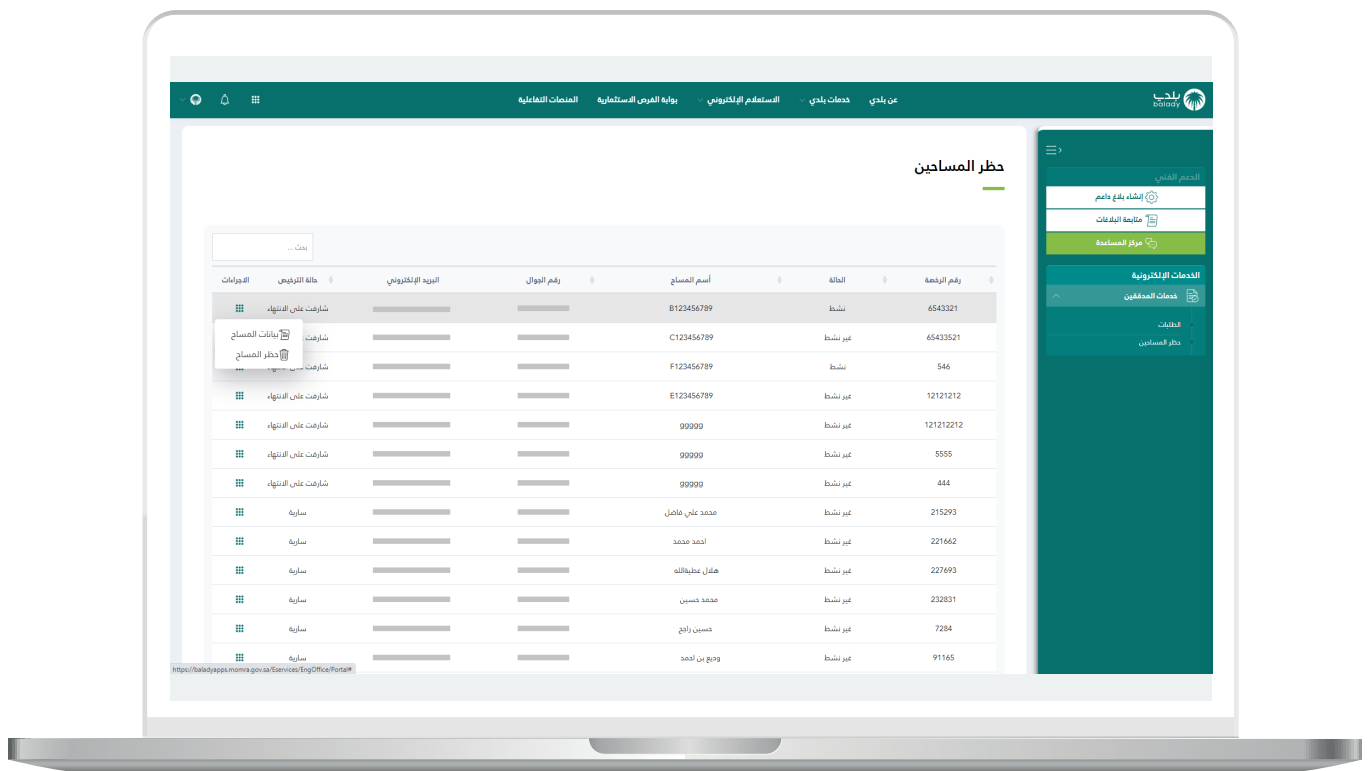 بلدي
balady
عن بلدي خدمات بلدي الاستعلام الإلكتروني بوابة الفرص الاستثمارية المنصات التفاعلية
الدعم الفني
إنشاء بلاغ داعم
متابعة البلاغات
مركز المساعدة
الخدمات الإلكترونية
خدمات المدققين
الطلبات
حظر المساحين
حظر المساحين
بحث ...
رقم الرخصة الحالة أسم المساح رقم الجوال البريد الإلكتروني حالة الترخيص الاجراءات
6543321 نشط B123456789 شارفت على الانتهاء
65433521 غير نشط C123456789 شارفت
546 نشط F123456789 شارفت على الانتهاء
بيانات المساح
حظر المساح
12121212 غير نشط E123456789 شارفت على الانتهاء
121212212 غير نشط ggggg شارفت على الانتهاء
5555 غير نشط ggggg شارفت على الانتهاء
444 غير نشط ggggg شارفت على الانتهاء
215293 غير نشط محمد علي فاضل سارية
221662 غير نشط احمد محمد سارية
227693 غير نشط هلال عطيةالله سارية
232831 غير نشط محمد حسين سارية
7284 غير نشط حسين راجح سارية
91165 غير نشط وديع بن احمد سارية
https://baladyapps.momra.gov.sa/Eservices/EngOffice/Portal#